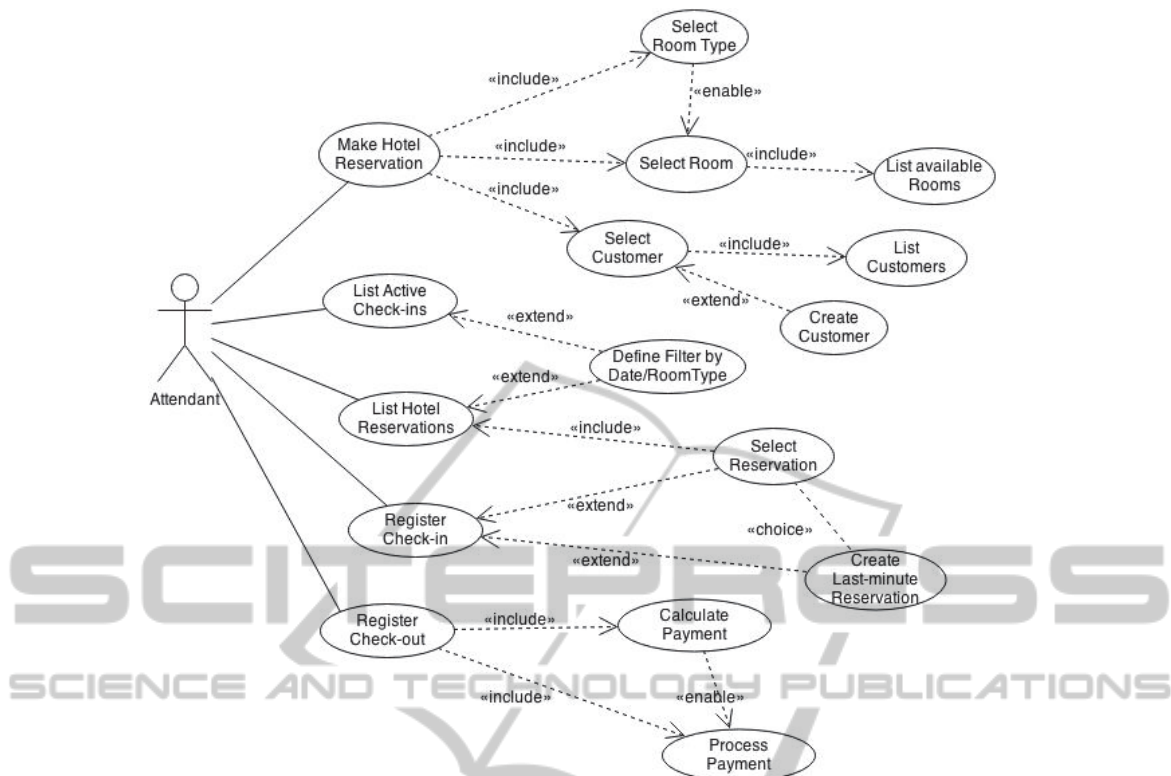 Select
Room Type
«include»
«enable»
Make Hotel
Reservation
«include»
Select Room
«include»
List available
Rooms
«include»
Select
Customer
«include»
List
Customers
List Active
Check-ins
«extend»
Create
Customer
«extend»
Define Filter by
Date/RoomType
«extend»
Attendant
List Hotel
Reservations
«include»
Select
Reservation
«extend»
Register
Check-in
«choice»
«extend»
Create
Last-minute
Reservation
SCITEPRESS
Register
Check-out
«include»
Calculate
Payment
SCIENCE AND TECHNOLOGY PUBLICATIONS
«include»
«enable»
Process
Payment